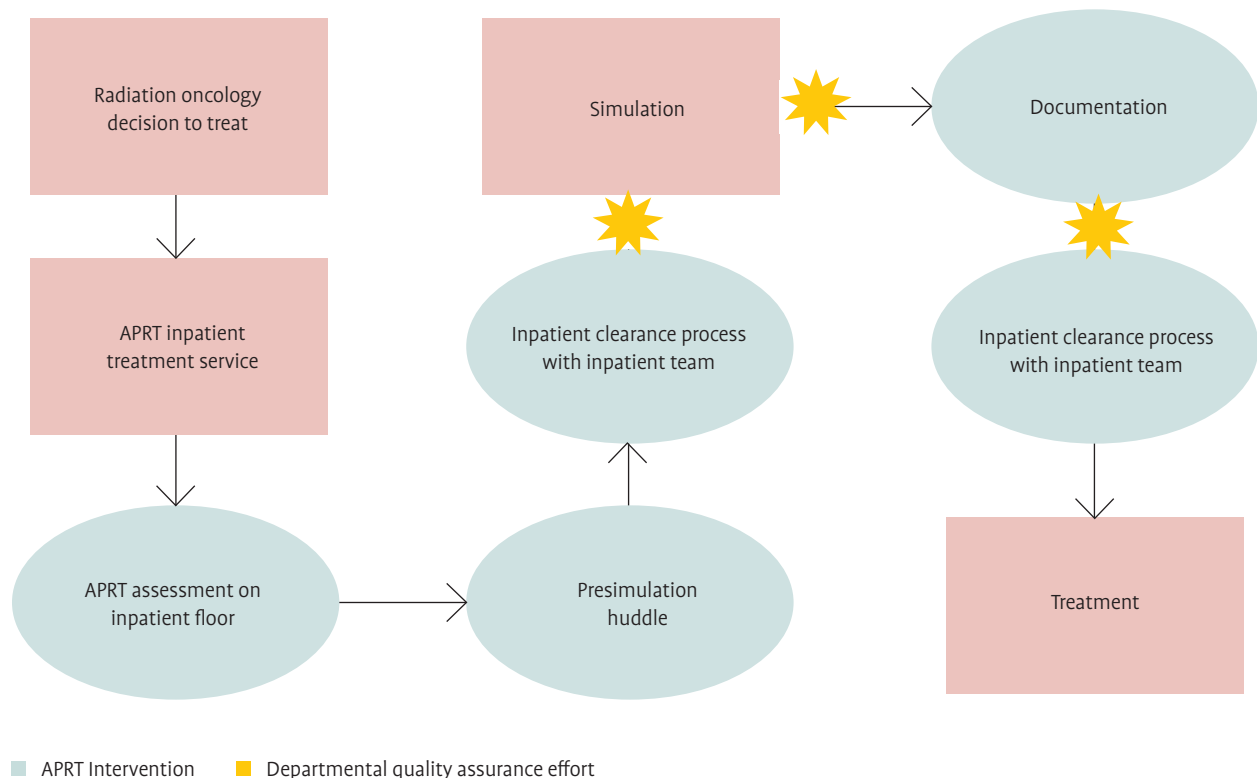 Radiation oncology
decision to treat
APRT inpatient
treatment service
APRT assessment on
inpatient floor
Presimulation
huddle
Inpatient clearance process
with inpatient team
Simulation
Documentation
Inpatient clearance process
with inpatient team
Treatment
APRT Intervention
Departmental quality assurance effort